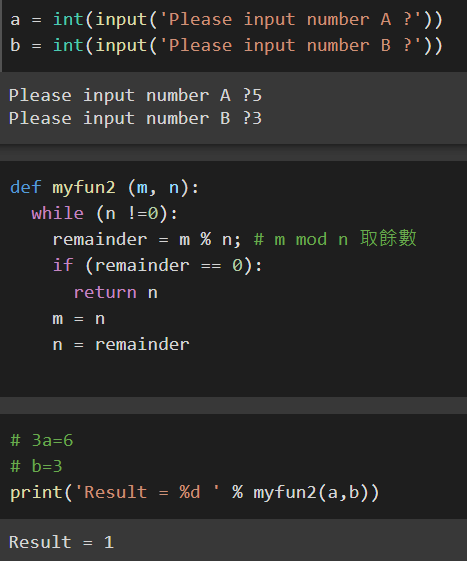 a = int(input('Please input number A ?'))
b = int(input('Please input number B ?'))
Please input number A ?5
Please input number B ?3
def myfun2 (m, n):
  while (n !=0):
    remainder = m % n; # m mod n 取餘數
    if (remainder == 0):
      return n
    m = n
    n = remainder
# 3a=6
# b=3
print('Result = %d ' % myfun2(a,b))
Result = 1